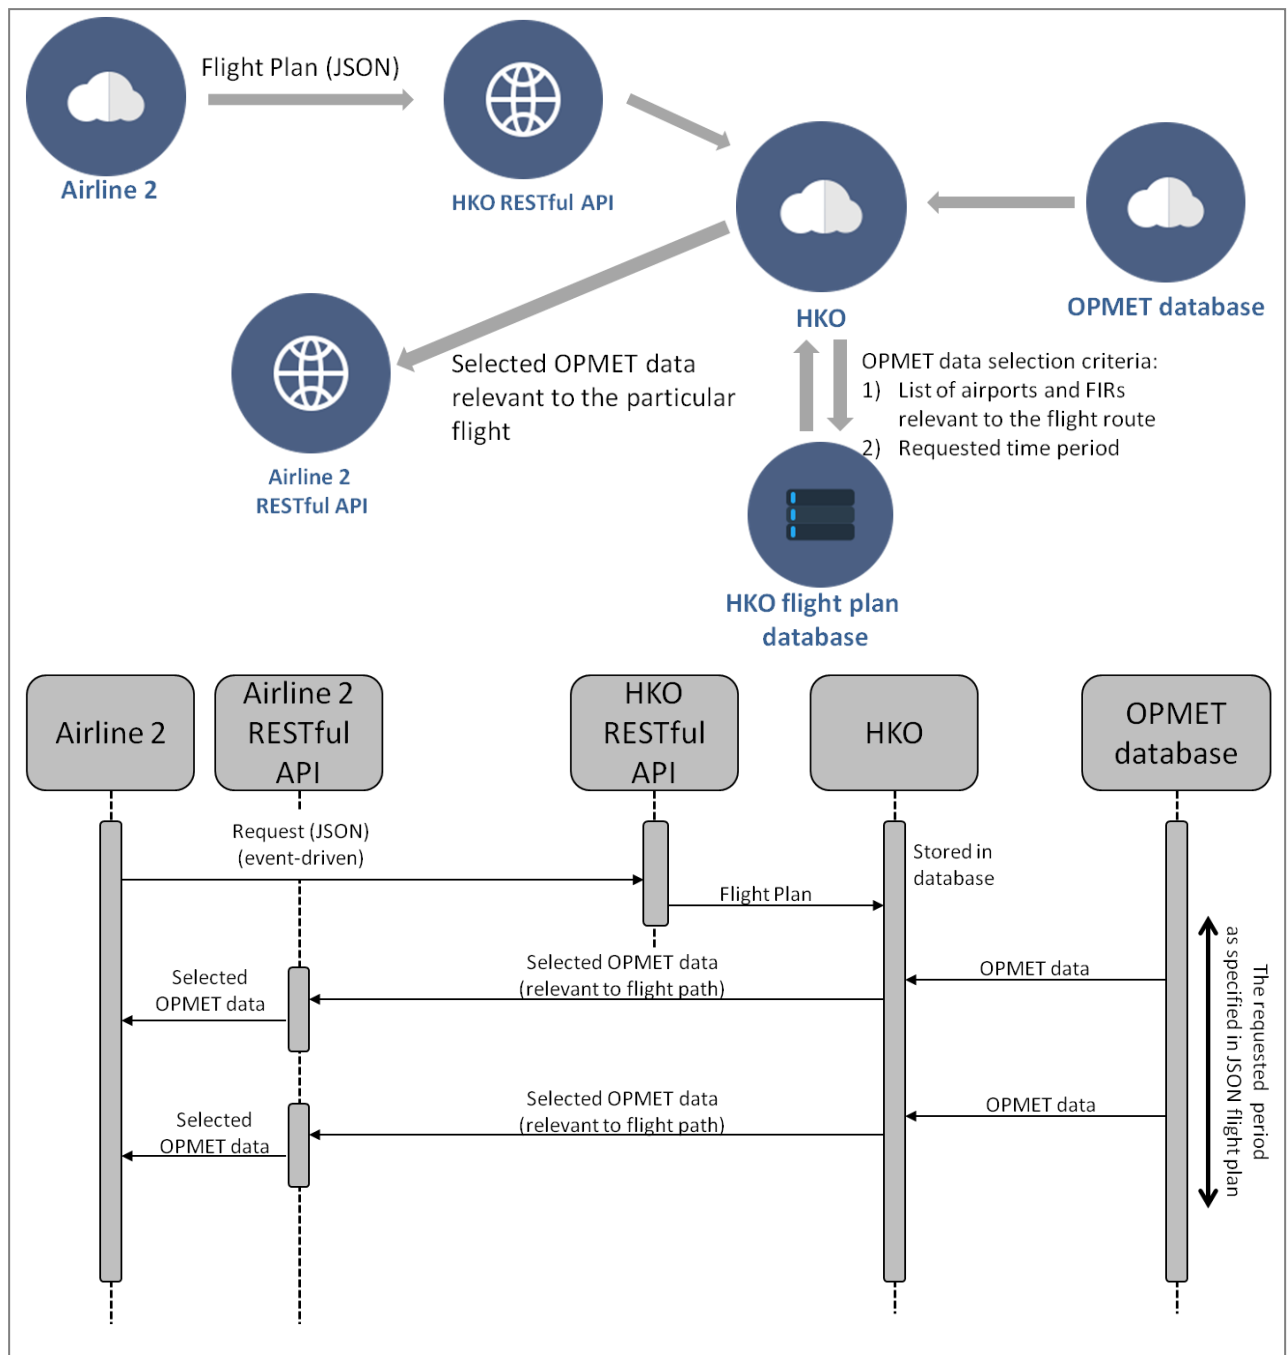 Flight Plan (JSON)
Airline 2
HKO RESTful API
HKO
OPMET database
Selected OPMET data
relevant to the particular
flight
OPMET data selection criteria:
1) List of airports and FIRs
relevant to the flight route
2) Requested time period
Airline 2
RESTful API
HKO flight plan
database
Airline 2
Airline 2
RESTful
API
HKO
RESTful
API
HKO
OPMET
database
Request (JSON)
(event-driven)
Stored in
database
Flight Plan
The requested period
as specified in JSON flight plan
Selected OPMET data
(relevant to flight path)
OPMET data
Selected
OPMET data
Selected OPMET data
(relevant to flight path)
OPMET data
Selected
OPMET data